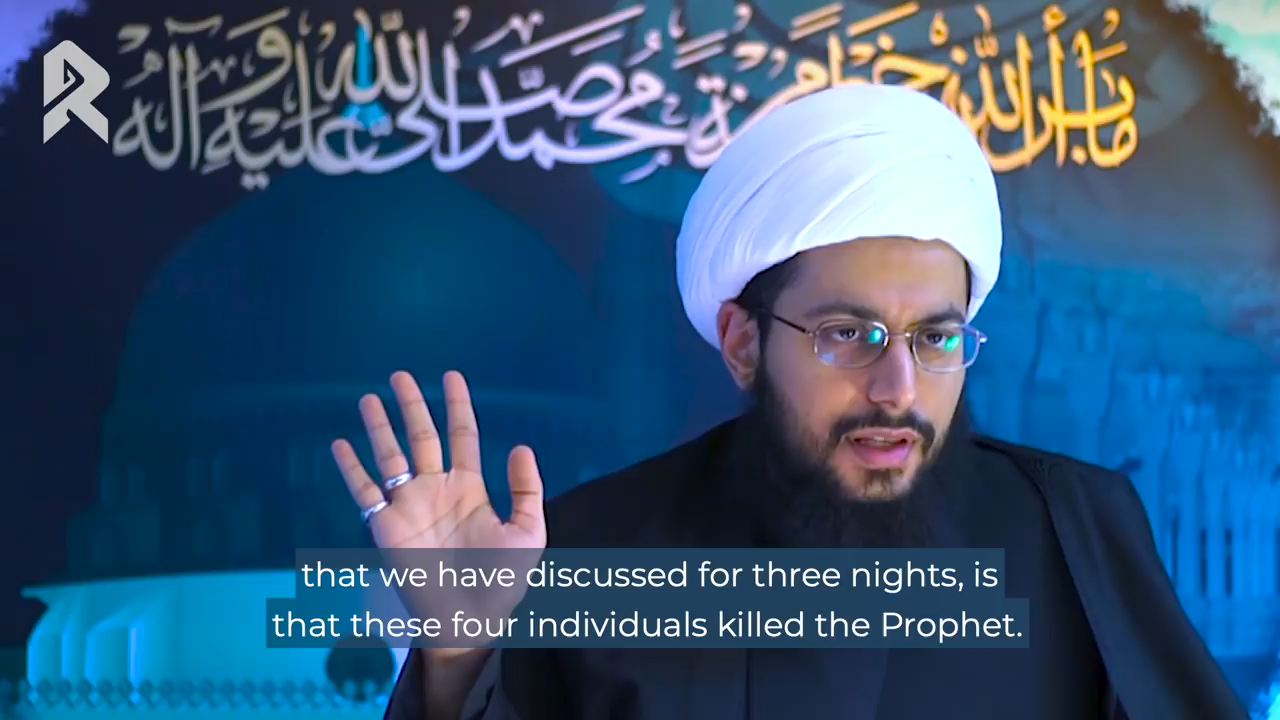 محمد صلى الله عليه وآله
that we have discussed for three nights, is
that these four individuals killed the Prophet.